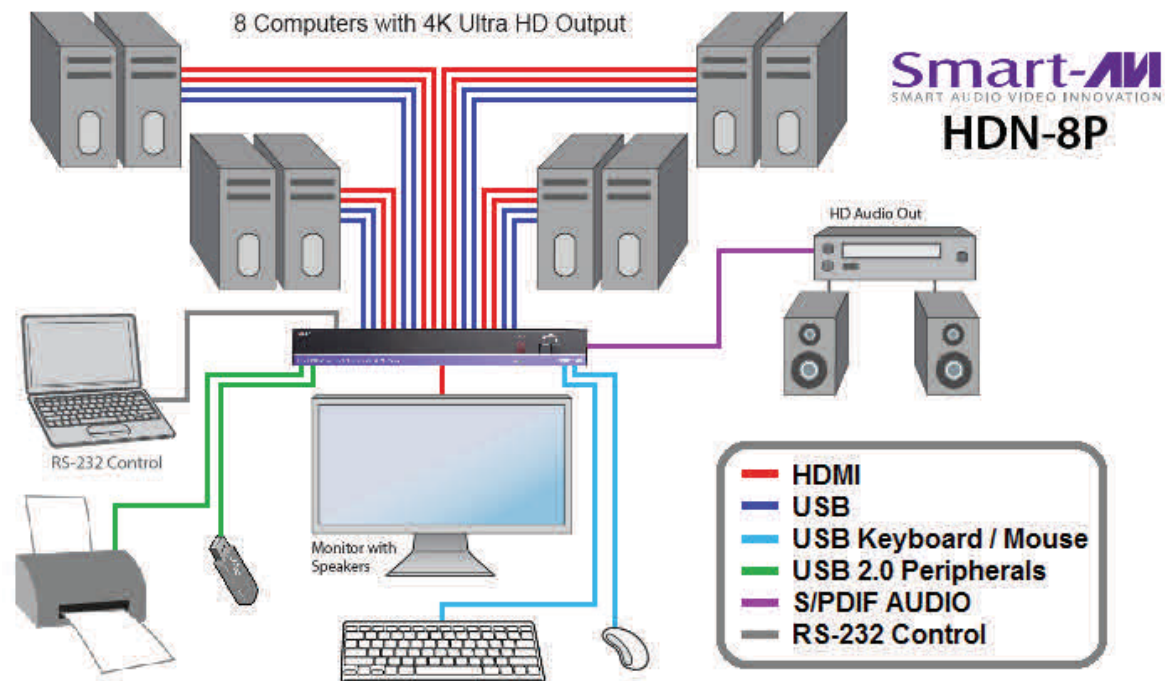 8 Computers with 4K Ultra HD Output
Smart-AVI
SMART AUDIO VIDEO INNOVATION
HDN-8P
HD Audio Out
RS-232 Control
Monitor with
Speakers
HDMI
USB
USB Keyboard / Mouse
USB 2.0 Peripherals
S/PDIF AUDIO
RS-232 Control